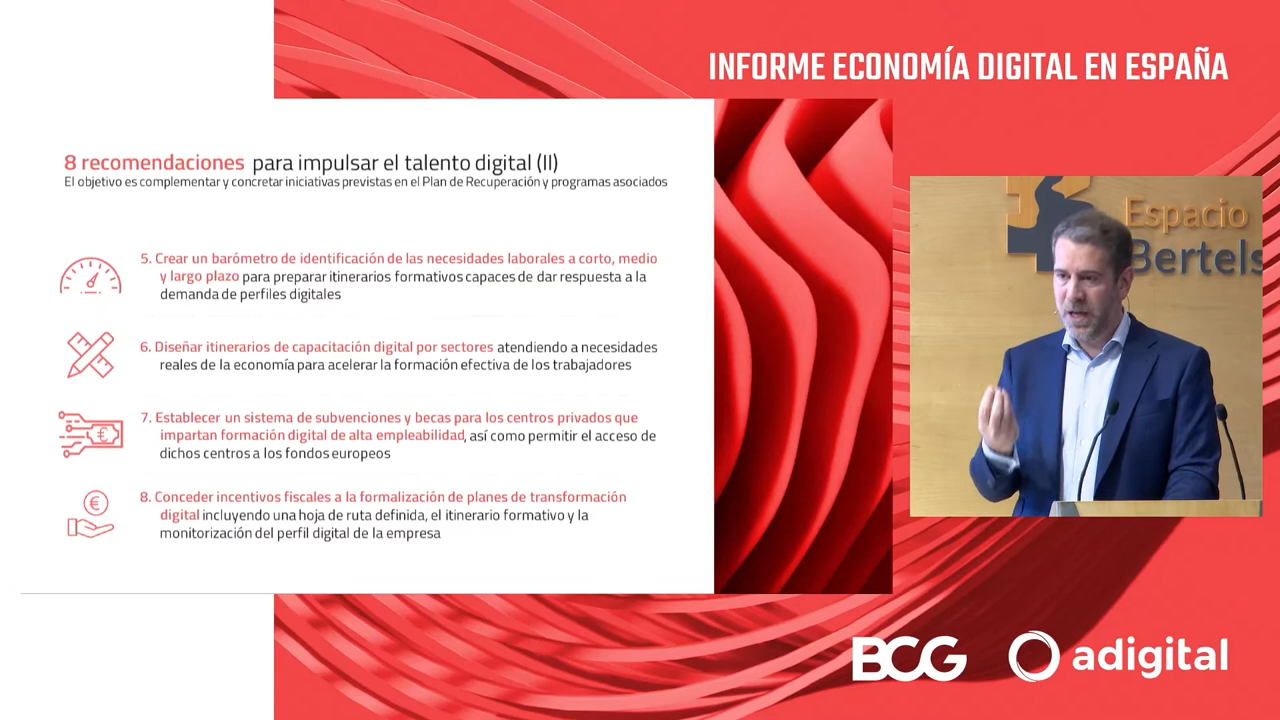 INFORME ECONOMÍA DIGITAL EN ESPAÑA
8 recomendaciones para impulsar el talento digital (II)
El objetivo es complementar y concretar iniciativas previstas en el Plan de Recuperación y programas asociados
5. Crear un barómetro de identificación de las necesidades laborales a corto, medio
y largo plazo para preparar itinerarios formativos capaces de dar respuesta a la
demanda de perfiles digitales
6. Diseñar itinerarios de capacitación digital por sectores atendiendo a necesidades
reales de la economía para acelerar la formación efectiva de los trabajadores
7. Establecer un sistema de subvenciones y becas para los centros privados que
impartan formación digital de alta empleabilidad, así como permitir el acceso de
dichos centros a los fondos europeos
8. Conceder incentivos fiscales a la formalización de planes de transformación
digital incluyendo una hoja de ruta definida, el itinerario formativo y la
monitorización del perfil digital de la empresa
Espacio
Bertels
BCG adigital